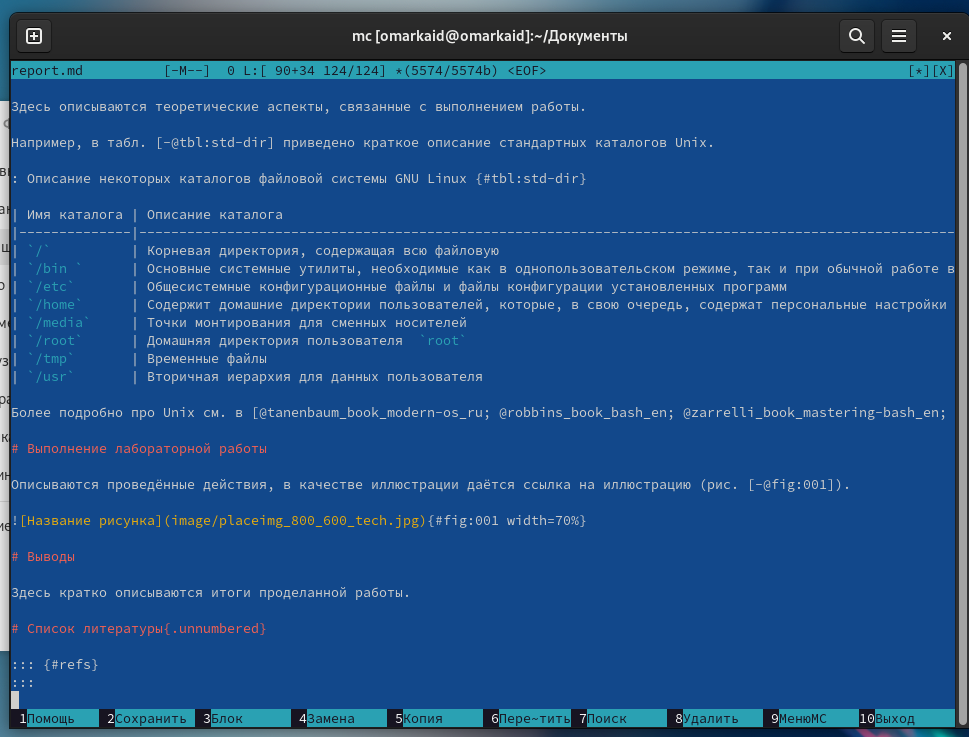 mc [omarkaid@omarkaid]:~/Документы
report.md [-M--] 0 L:[ 90+34 124/124] *(5574/5574b) <EOF> [*][X]
Здесь описываются теоретические аспекты, связанные с выполнением работы.
Например, в табл. [-@tbl:std-dir] приведено краткое описание стандартных каталогов Unix.
: Описание некоторых каталогов файловой системы GNU Linux {#tbl:std-dir}
| Имя каталога | Описание каталога
|--------------|------------------------------------------------------------------------------------------------------
| `/` | Корневая директория, содержащая всю файловую
| `/bin ` | Основные системные утилиты, необходимые как в однопользовательском режиме, так и при обычной работе в
| `/etc` | Общесистемные конфигурационные файлы и файлы конфигурации установленных программ
| `/home` | Содержит домашние директории пользователей, которые, в свою очередь, содержат персональные настройки
| `/media` | Точки монтирования для сменных носителей
| `/root` | Домашняя директория пользователя `root`
| `/tmp` | Временные файлы
| `/usr` | Вторичная иерархия для данных пользователя
Более подробно про Unix см. в [@tanenbaum_book_modern-os_ru; @robbins_book_bash_en; @zarrelli_book_mastering-bash_en;
# Выполнение лабораторной работы
Описываются проведённые действия, в качестве иллюстрации даётся ссылка на иллюстрацию (рис. [-@fig:001]).
![Название рисунка](image/placeimg_800_600_tech.jpg){#fig:001 width=70%}
# Выводы
Здесь кратко описываются итоги проделанной работы.
# Список литературы{.unnumbered}
::: {#refs}
:::
1Помощь 2Сохранить 3Блок 4Замена 5Копия 6Пере~тить 7Поиск 8Удалить 9МенюMC 10Выход